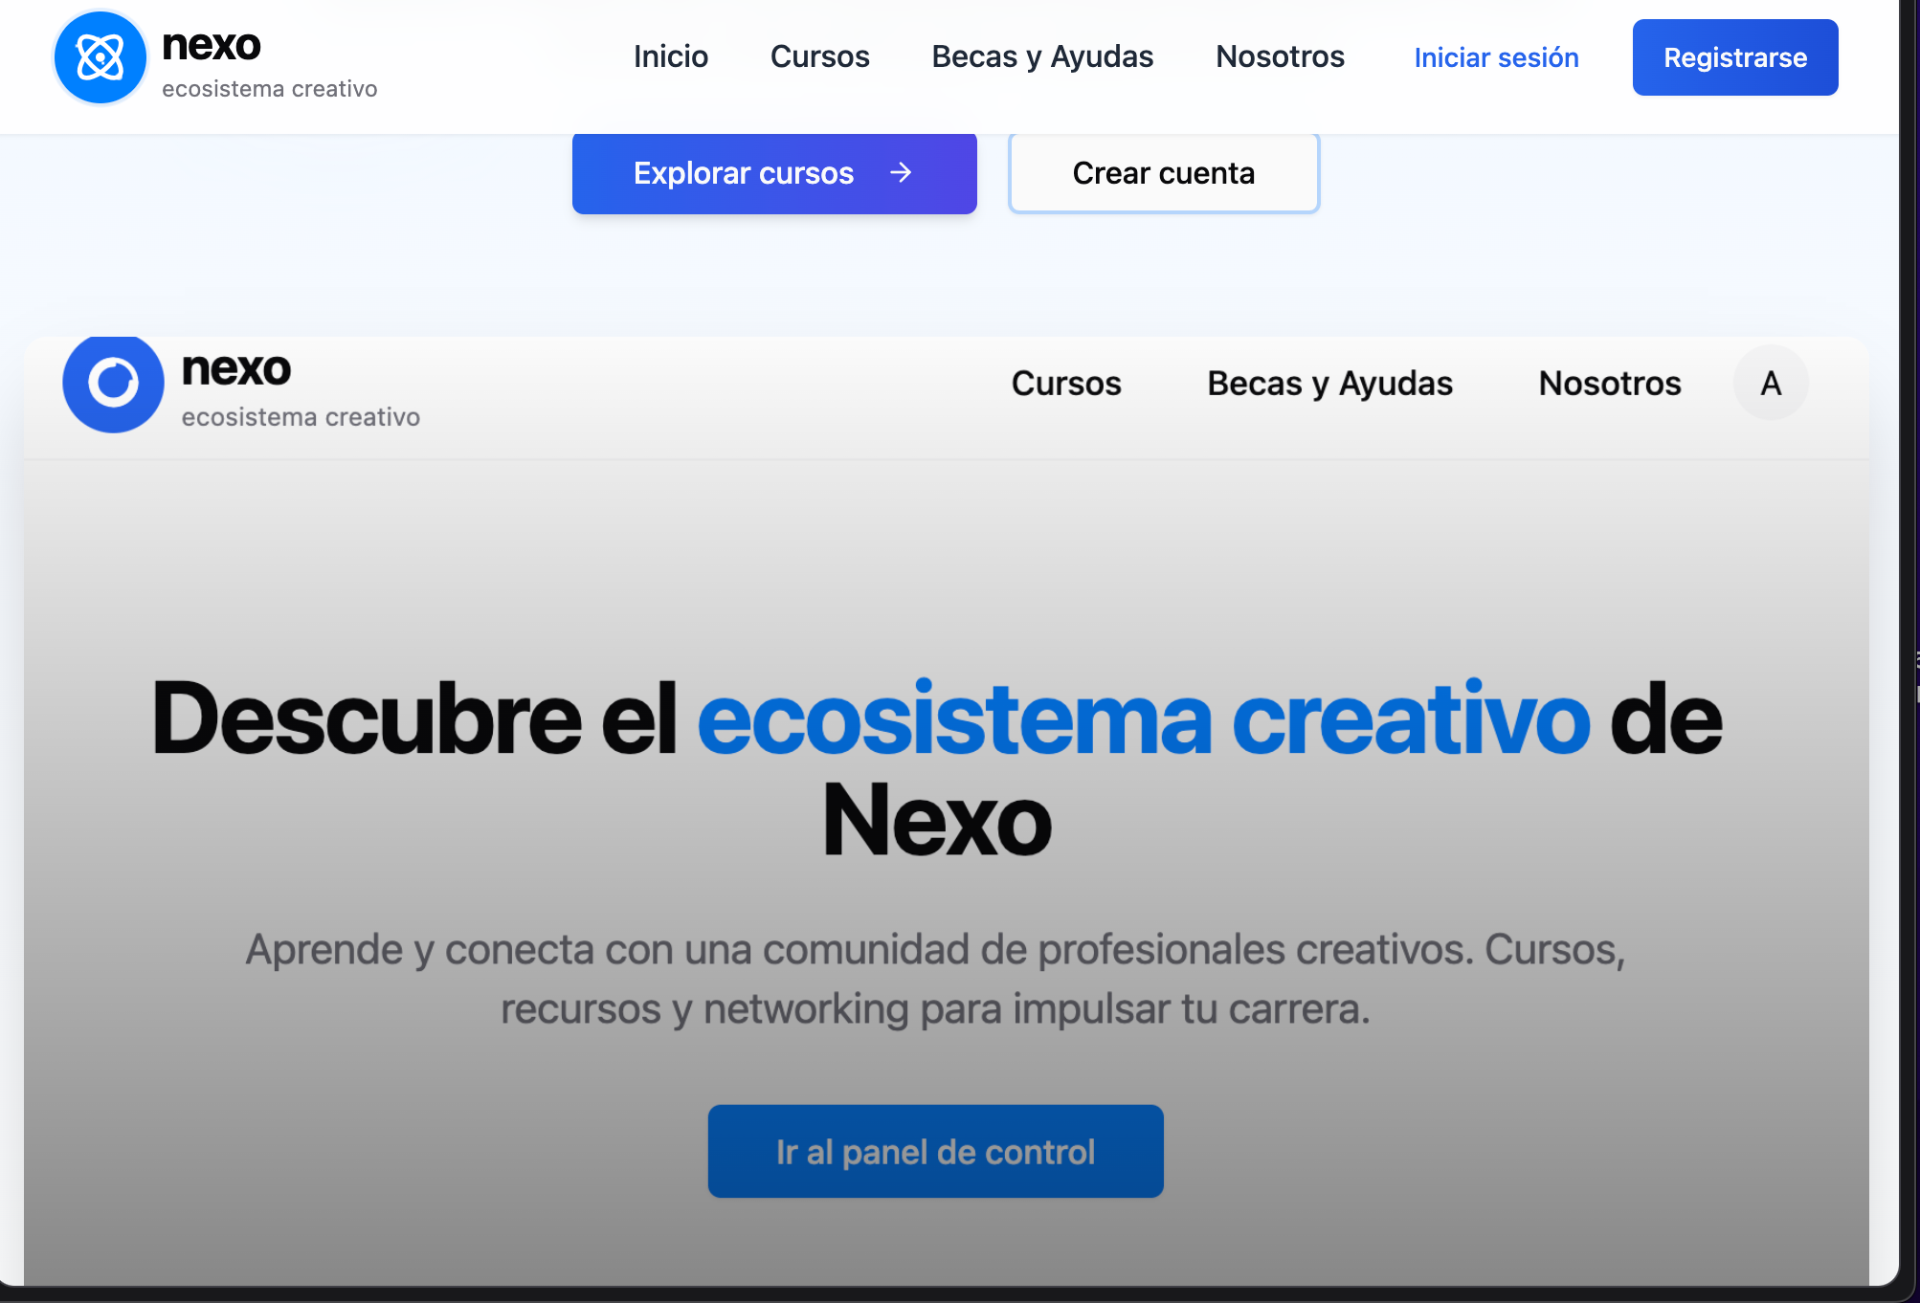 nexo
ecosistema creativo
Inicio
Cursos
Becas y Ayudas
Nosotros
Iniciar sesión
Registrarse
Explorar cursos →
Crear cuenta
nexo
ecosistema creativo
Cursos
Becas y Ayudas
Nosotros
A
Descubre el ecosistema creativo de
Nexo
Aprende y conecta con una comunidad de profesionales creativos. Cursos,
recursos y networking para impulsar tu carrera.
Ir al panel de control